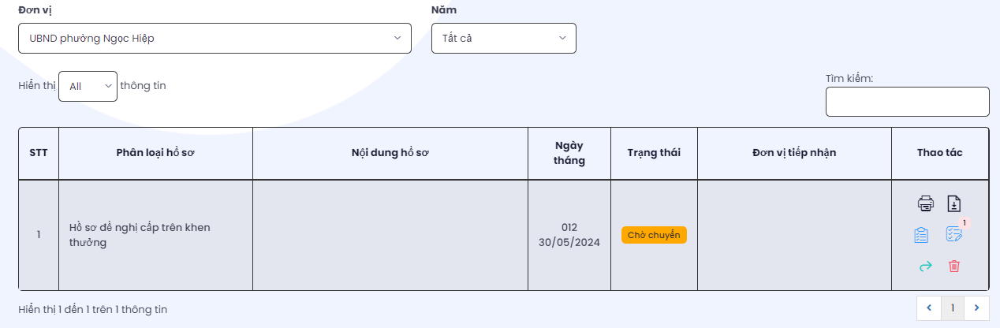 Đơn vị Năm
UBND phường Ngọc Hiệp Tất cả
Hiển thị All thông tin
Tìm kiếm:
STT Phân loại hồ sơ Nội dung hồ sơ Ngày tháng Trạng thái Đơn vị tiếp nhận Thao tác
1
Hồ sơ đề nghị cấp trên khen
thưởng
012
30/05/2024
Chờ chuyển
1
Hiển thị 1 đến 1 trên 1 thông tin
1